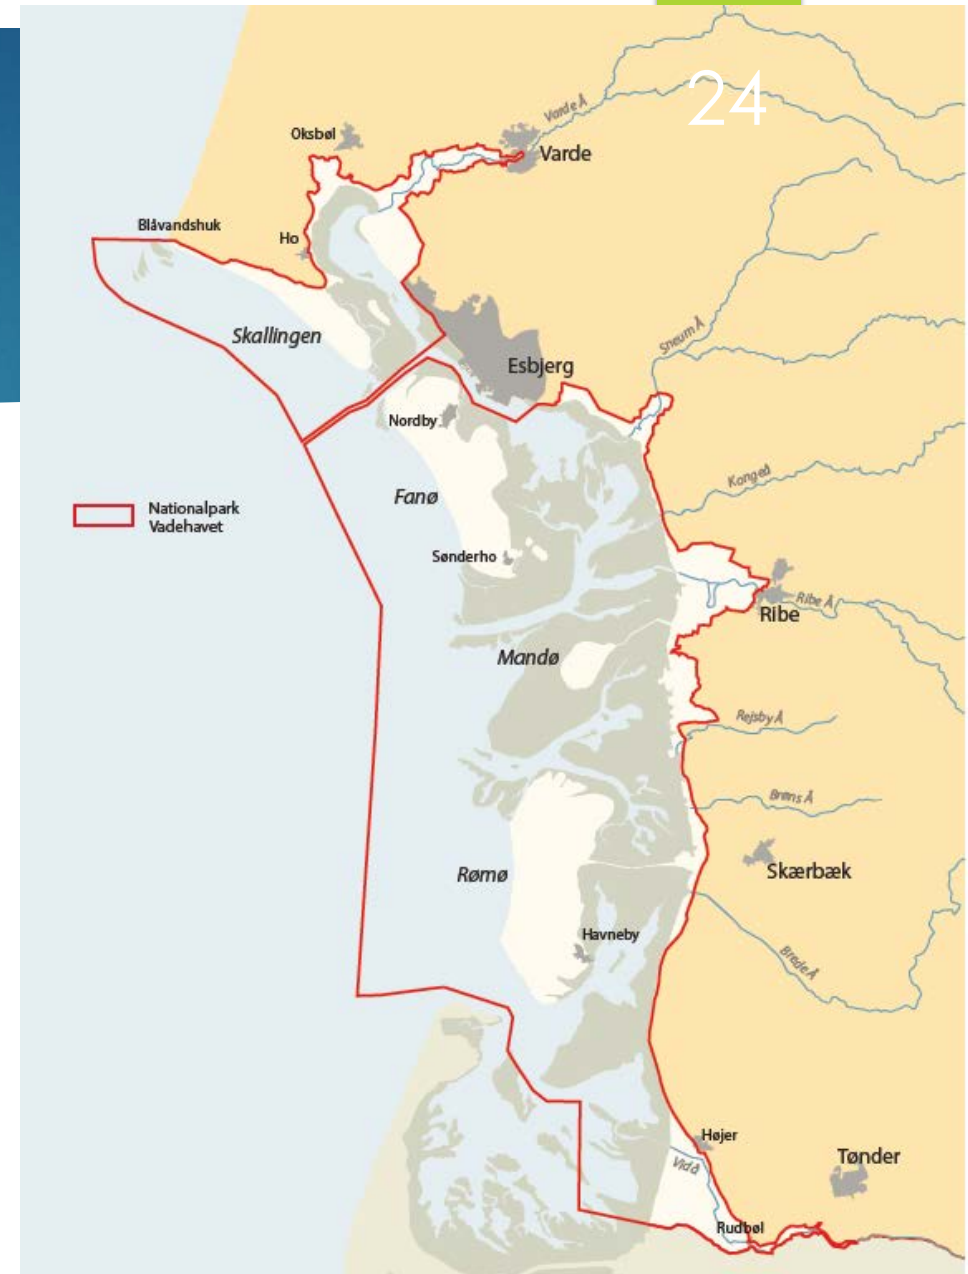 24
Varde Å
Oksbøl
Varde
Blåvandshuk
Ho
Skallingen
Sneum Å
Esbjerg
Nordby
Kongeå
Fanø
Nationalpark
Vadehavet
Sønderho
Ribe Å
Ribe
Mandø
Rejsby Å
Brøns Å
Skærbæk
Rømø
Havneby
Brede Å
Højer
Tønder
Vidå
Rudbøl